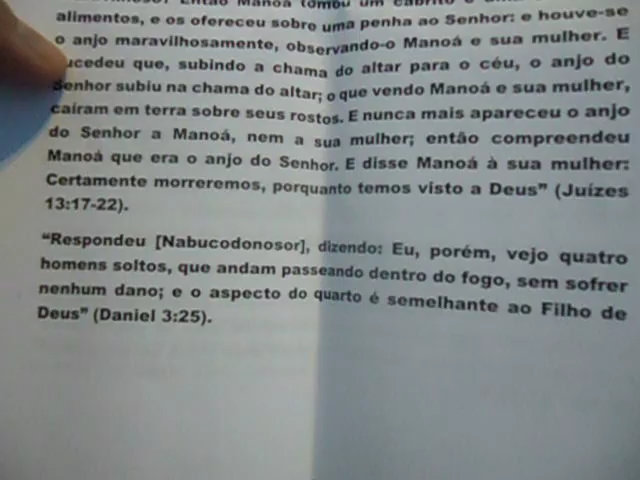 Então Manoá tomou um cabrito e
alimentos, e os ofereceu sobre uma penha ao Senhor: e houve-se
o anjo maravilhosamente, observando-o Manoá e sua mulher. E
ucedeu que, subindo a chama do altar para o céu, o anjo do
Senhor subiu na chama do altar; o que vendo Manoá e sua mulher,
caíram em terra sobre seus rostos. E nunca mais apareceu o anjo
do Senhor a Manoá, nem a sua mulher; então compreendeu
Manoá que era o anjo do Senhor. E disse Manoá à sua mulher:
Certamente morreremos, porquanto temos visto a Deus” (Juízes
13:17-22).
“Respondeu [Nabucodonosor], dizendo: Eu, porém, vejo quatro
homens soltos, que andam passeando dentro do fogo, sem sofrer
nenhum dano; e o aspecto do quarto é semelhante ao Filho de
Deus” (Daniel 3:25).